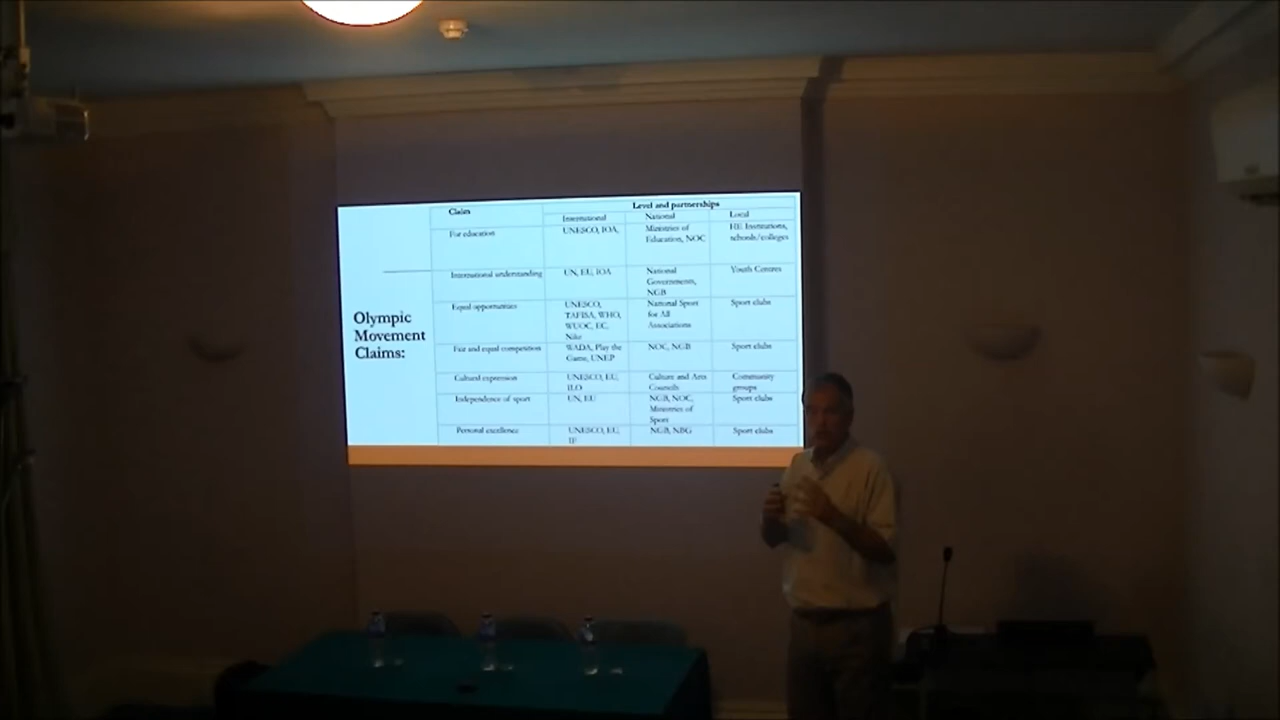 Olympic
Movement
Claims:
Claim
Level and partnerships
International
National
Local
For education
UNESCO, IOA,
Ministries of
Education, NOC
HE Institutions,
schools/colleges
International understanding
UN, EU, IOA
National
Governments,
NGB
Youth Centres
Equal opportunities
UNESCO,
TAFISA, WHO,
WUOC, EC,
Nike
National Sport
for All
Associations
Sport clubs
Fair and equal competition
WADA, Play the
Game, UNEP
NOC, NGB
Sport clubs
Cultural expression
UNESCO, EU,
ILO
Culture and Arts
Councils
Community
groups
Independence of sport
UN, EU
NGB, NOC,
Ministries of
Sport
Sport clubs
Personal excellence
UNESCO, EU,
IF
NGB, NBG
Sport clubs